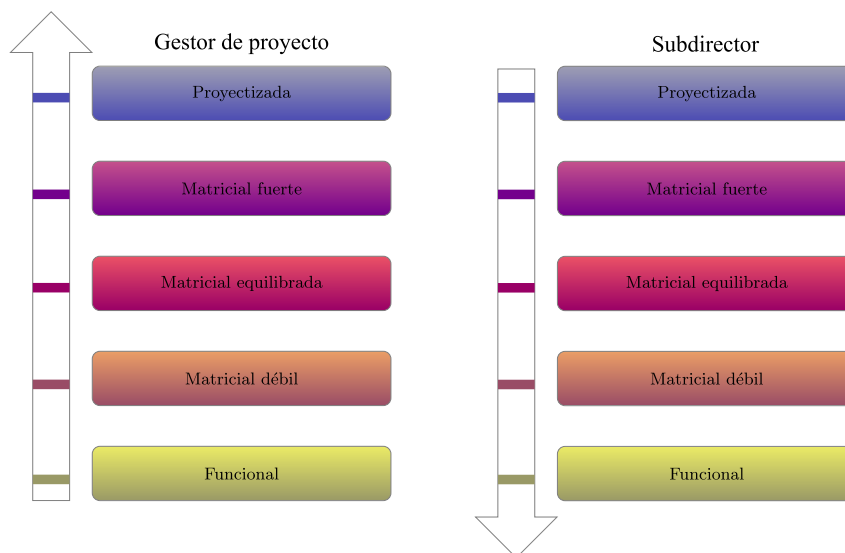 Gestor de proyecto
Proyectizada
Matricial fuerte
Matricial equilibrada
Matricial débil
Funcional
Subdirector
Proyectizada
Matricial fuerte
Matricial equilibrada
Matricial débil
Funcional